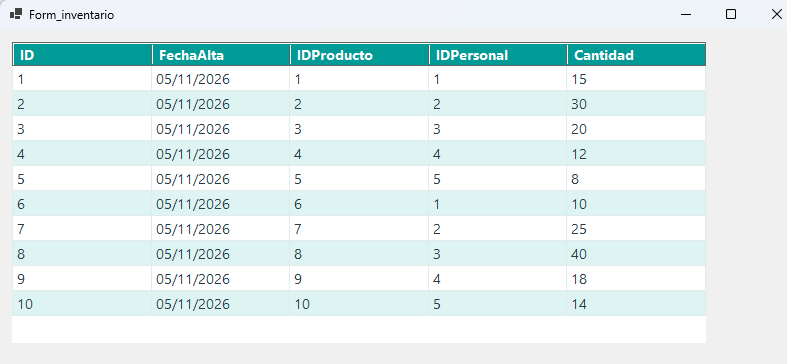 Form_inventario
ID FechaAlta IDProducto IDPersonal Cantidad
1 05/11/2026 1 1 15
2 05/11/2026 2 2 30
3 05/11/2026 3 3 20
4 05/11/2026 4 4 12
5 05/11/2026 5 5 8
6 05/11/2026 6 1 10
7 05/11/2026 7 2 25
8 05/11/2026 8 3 40
9 05/11/2026 9 4 18
10 05/11/2026 10 5 14